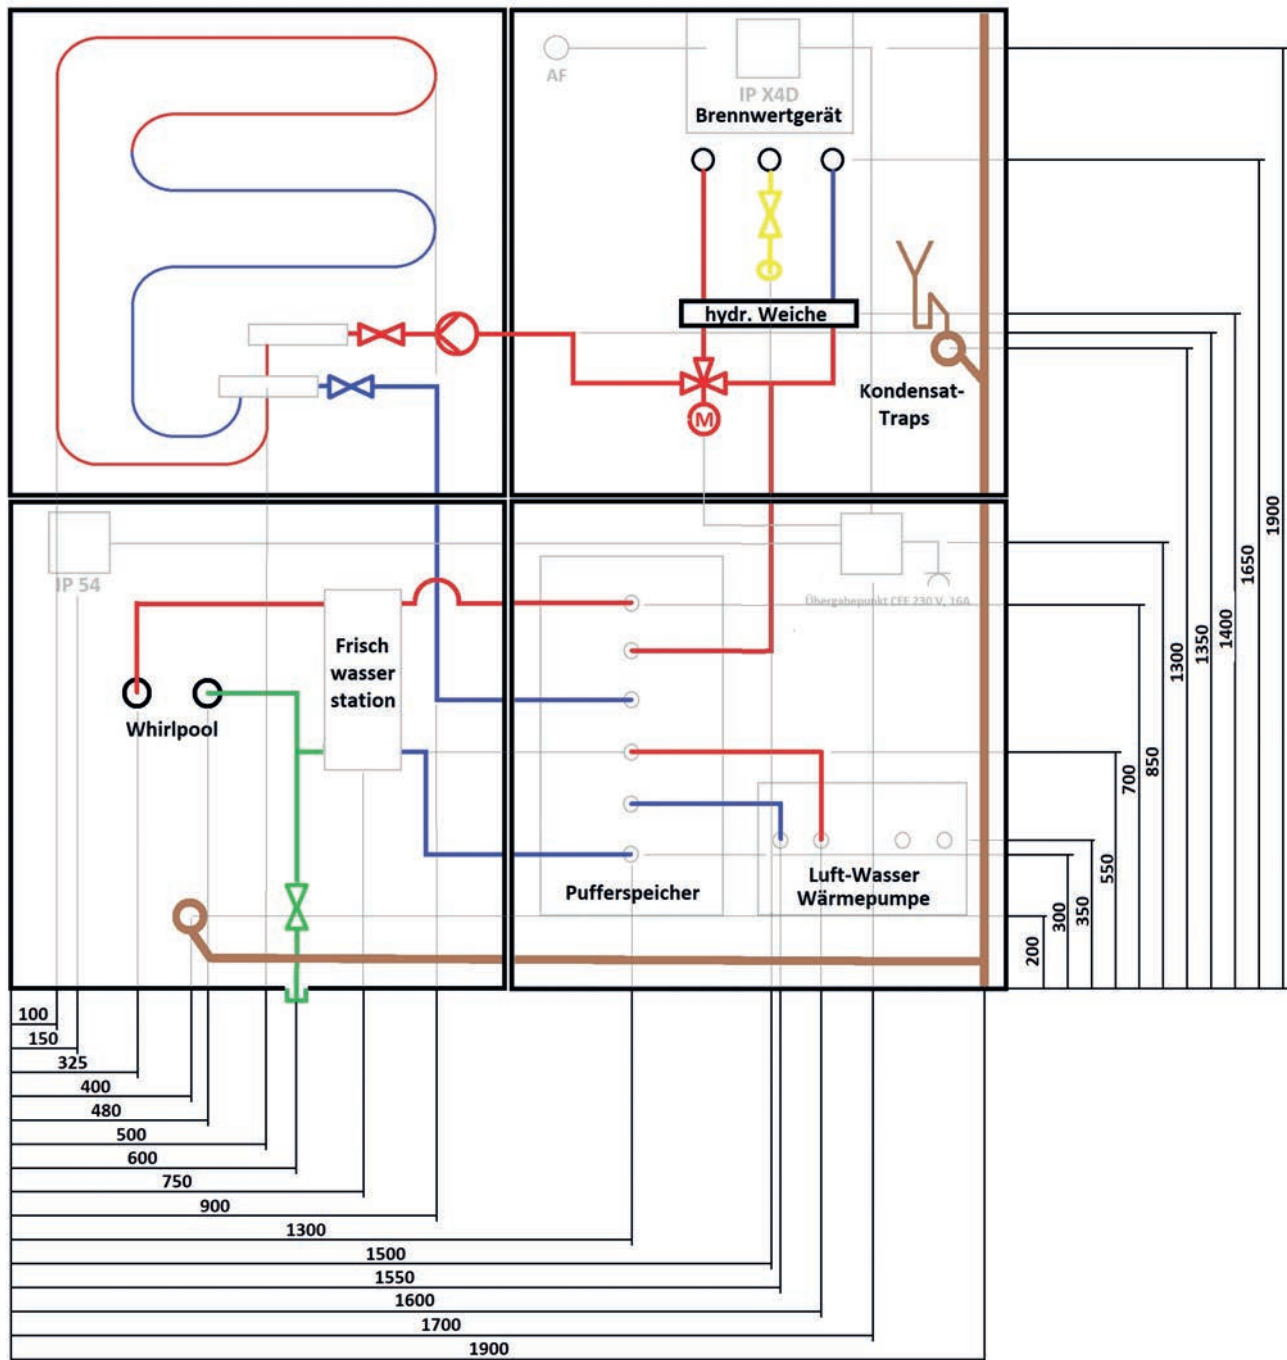 AF
IP X4D
Brennwertgerät
hydr. Weiche
Kondensat-
Traps
M
IP 54
Übergabepunkt CEE 230 V, 16A
Frisch
wasser
station
Whirlpool
Pufferspeicher
Luft-Wasser
Wärmepumpe
200
300
350
550
700
850
1300
1350
1400
1650
1900
100
150
325
400
480
500
600
750
900
1300
1500
1550
1600
1700
1900